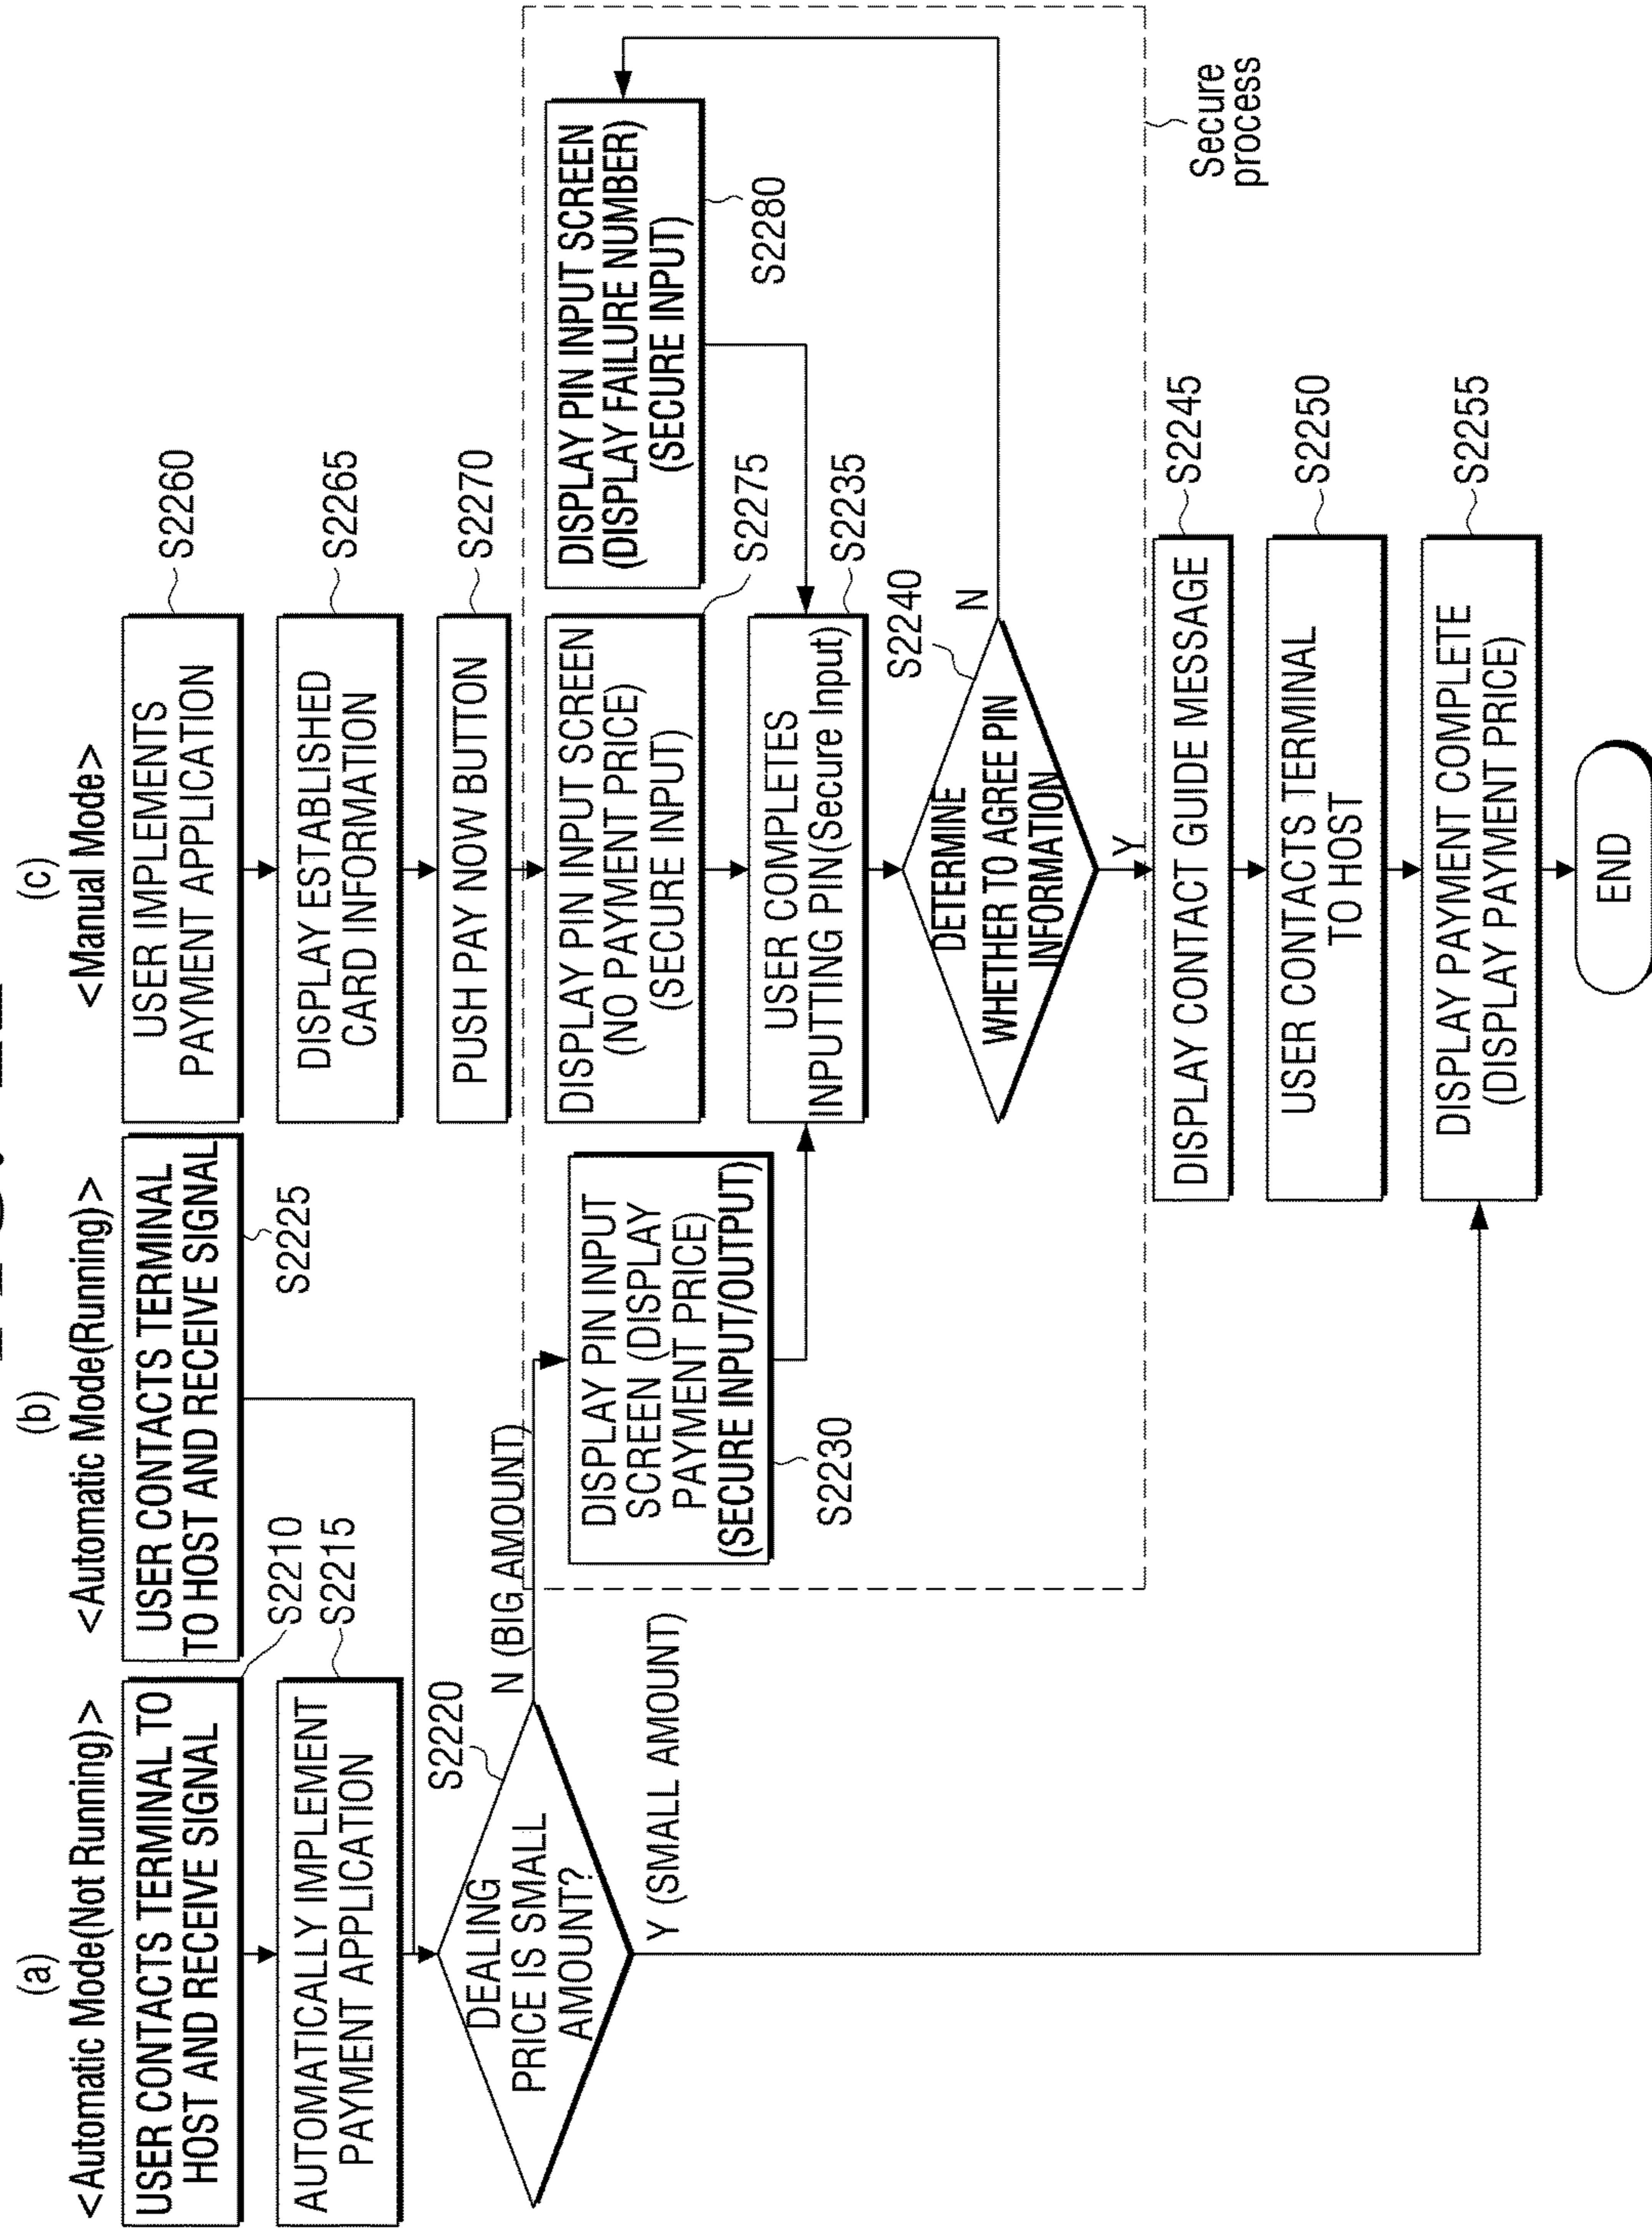 (a)
<Automatic Mode(Not Running)>
USER CONTACTS TERMINAL TO
HOST AND RECEIVE SIGNAL
S2210
AUTOMATICALLY IMPLEMENT
PAYMENT APPLICATION
S2215
DEALING
PRICE IS SMALL
AMOUNT?
S2220
N (BIG AMOUNT)
Y (SMALL AMOUNT)
(b)
<Automatic Mode(Running)>
USER CONTACTS TERMINAL
TO HOST AND RECEIVE SIGNAL
S2225
DISPLAY PIN INPUT
SCREEN (DISPLAY
PAYMENT PRICE)
(SECURE INPUT/OUTPUT)
S2230
(c)
<Manual Mode>
USER IMPLEMENTS
PAYMENT APPLICATION
S2260
DISPLAY ESTABLISHED
CARD INFORMATION
S2265
PUSH PAY NOW BUTTON
S2270
DISPLAY PIN INPUT SCREEN
(NO PAYMENT PRICE)
(SECURE INPUT)
S2275
DISPLAY PIN INPUT SCREEN
(DISPLAY FAILURE NUMBER)
(SECURE INPUT)
S2280
USER COMPLETES
INPUTTING PIN(Secure Input)
S2235
DETERMINE
WHETHER TO AGREE PIN
INFORMATION
S2240
N
Y
Secure
process
DISPLAY CONTACT GUIDE MESSAGE
S2245
USER CONTACTS TERMINAL
TO HOST
S2250
DISPLAY PAYMENT COMPLETE
(DISPLAY PAYMENT PRICE)
S2255
END